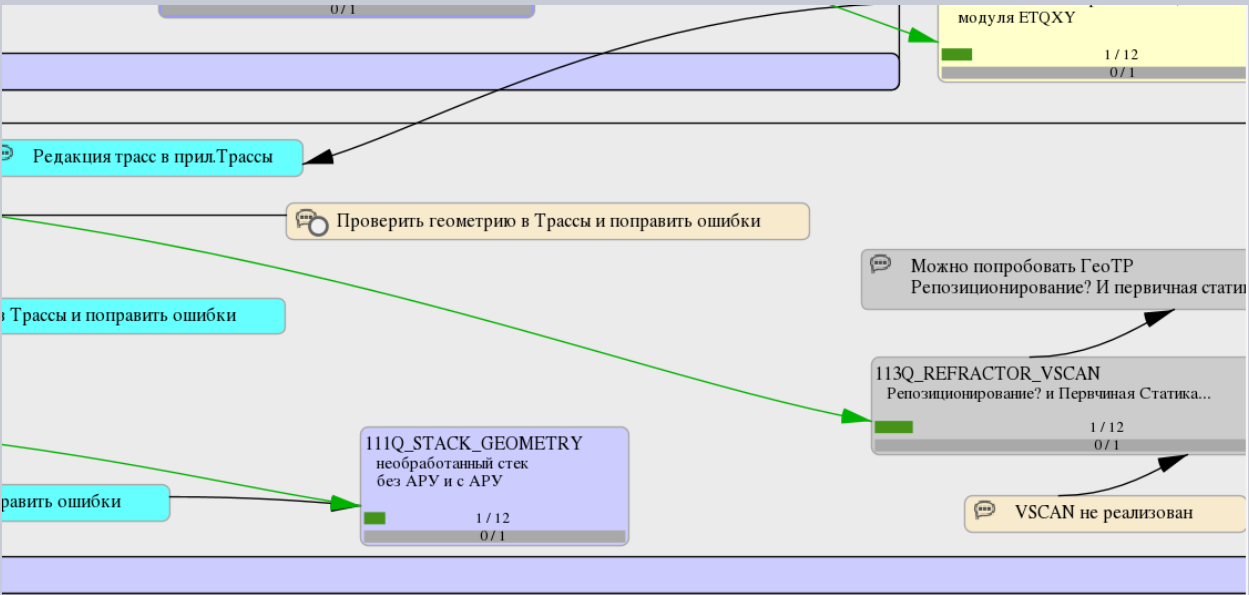 0 / 1
модуля ETQXY
1 / 12
0 / 1
Редакция трасс в прил.Трассы
Проверить геометрию в Трассы и поправить ошибки
Можно попробовать ГеоТР
Репозиционирование? И первичная
в Трассы и поправить ошибки
113Q_REFRACTOR_VSCAN
Репозиционирование? и Первчиная Статика...
1 / 12
0 / 1
111Q_STACK_GEOMETRY
необработанный стек
без АРУ и с АРУ
1 / 12
0 / 1
ошибки
VSCAN не реализован